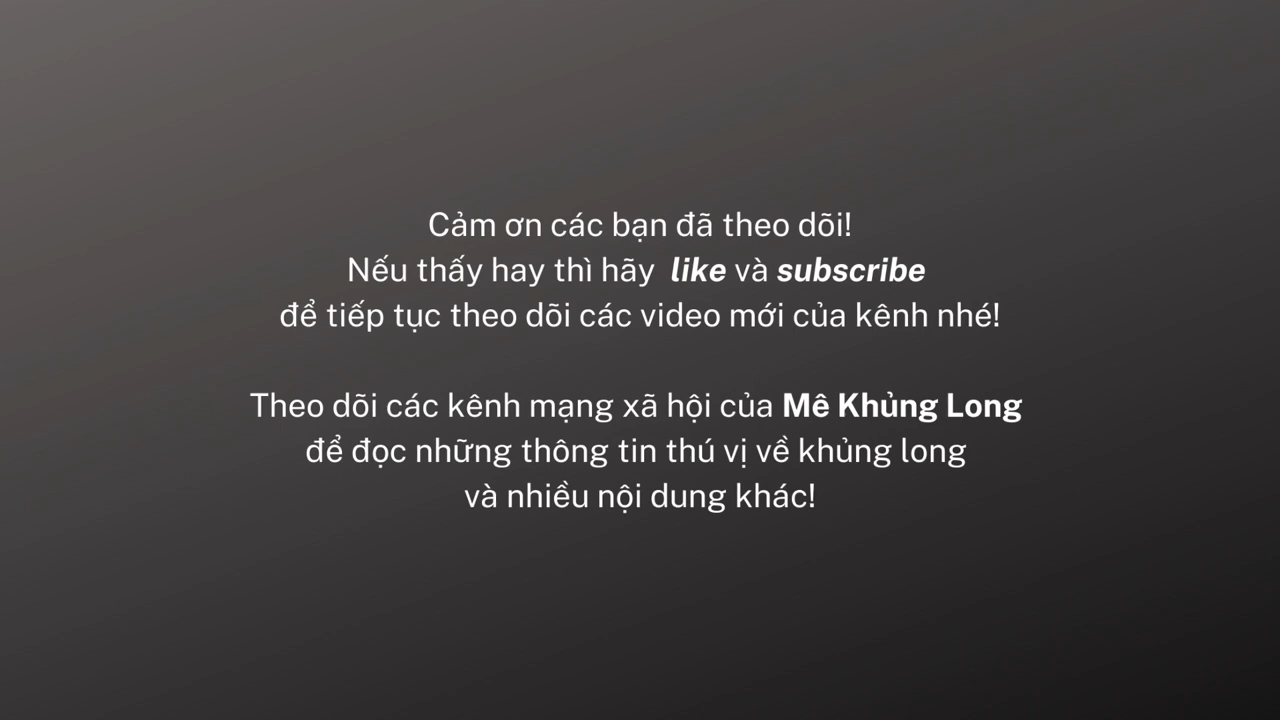 Cảm ơn các bạn đã theo dõi!
Nếu thấy hay thì hãy like và subscribe
để tiếp tục theo dõi các video mới của kênh nhé!
Theo dõi các kênh mạng xã hội của Mê Khủng Long
để đọc những thông tin thú vị về khủng long
và nhiều nội dung khác!